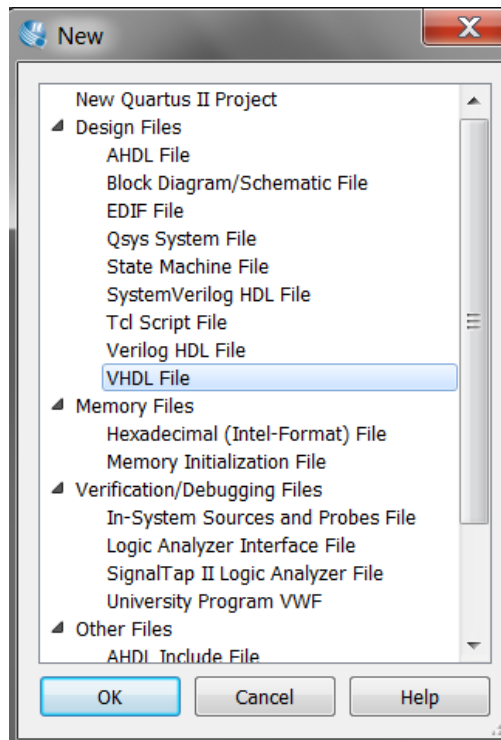 New
New Quartus II Project
Design Files
AHDL File
Block Diagram/Schematic File
EDIF File
Qsys System File
State Machine File
SystemVerilog HDL File
Tcl Script File
Verilog HDL File
VHDL File
Memory Files
Hexadecimal (Intel-Format) File
Memory Initialization File
Verification/Debugging Files
In-System Sources and Probes File
Logic Analyzer Interface File
SignalTap II Logic Analyzer File
University Program VWF
Other Files
AHDL Include File
OK Cancel Help